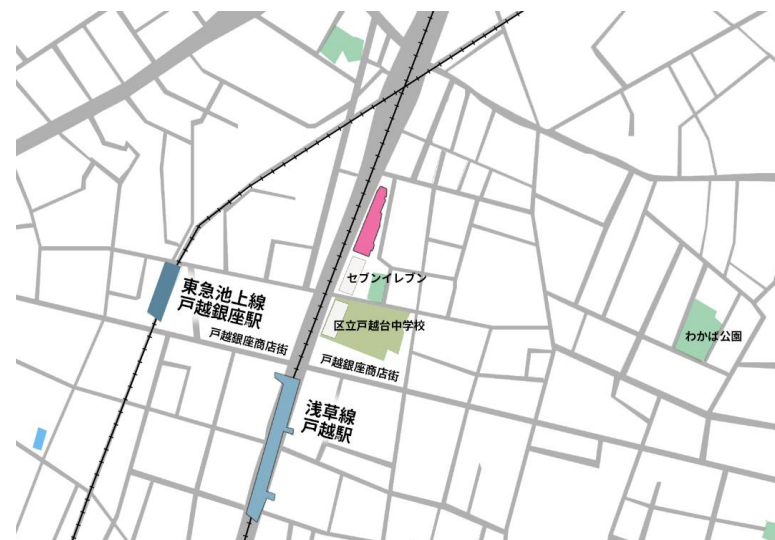 セブンイレブン
東急池上線
戸越銀座駅
区立戸越台中学校
わかば公園
戸越銀座商店街
戸越銀座商店街
浅草線
戸越駅